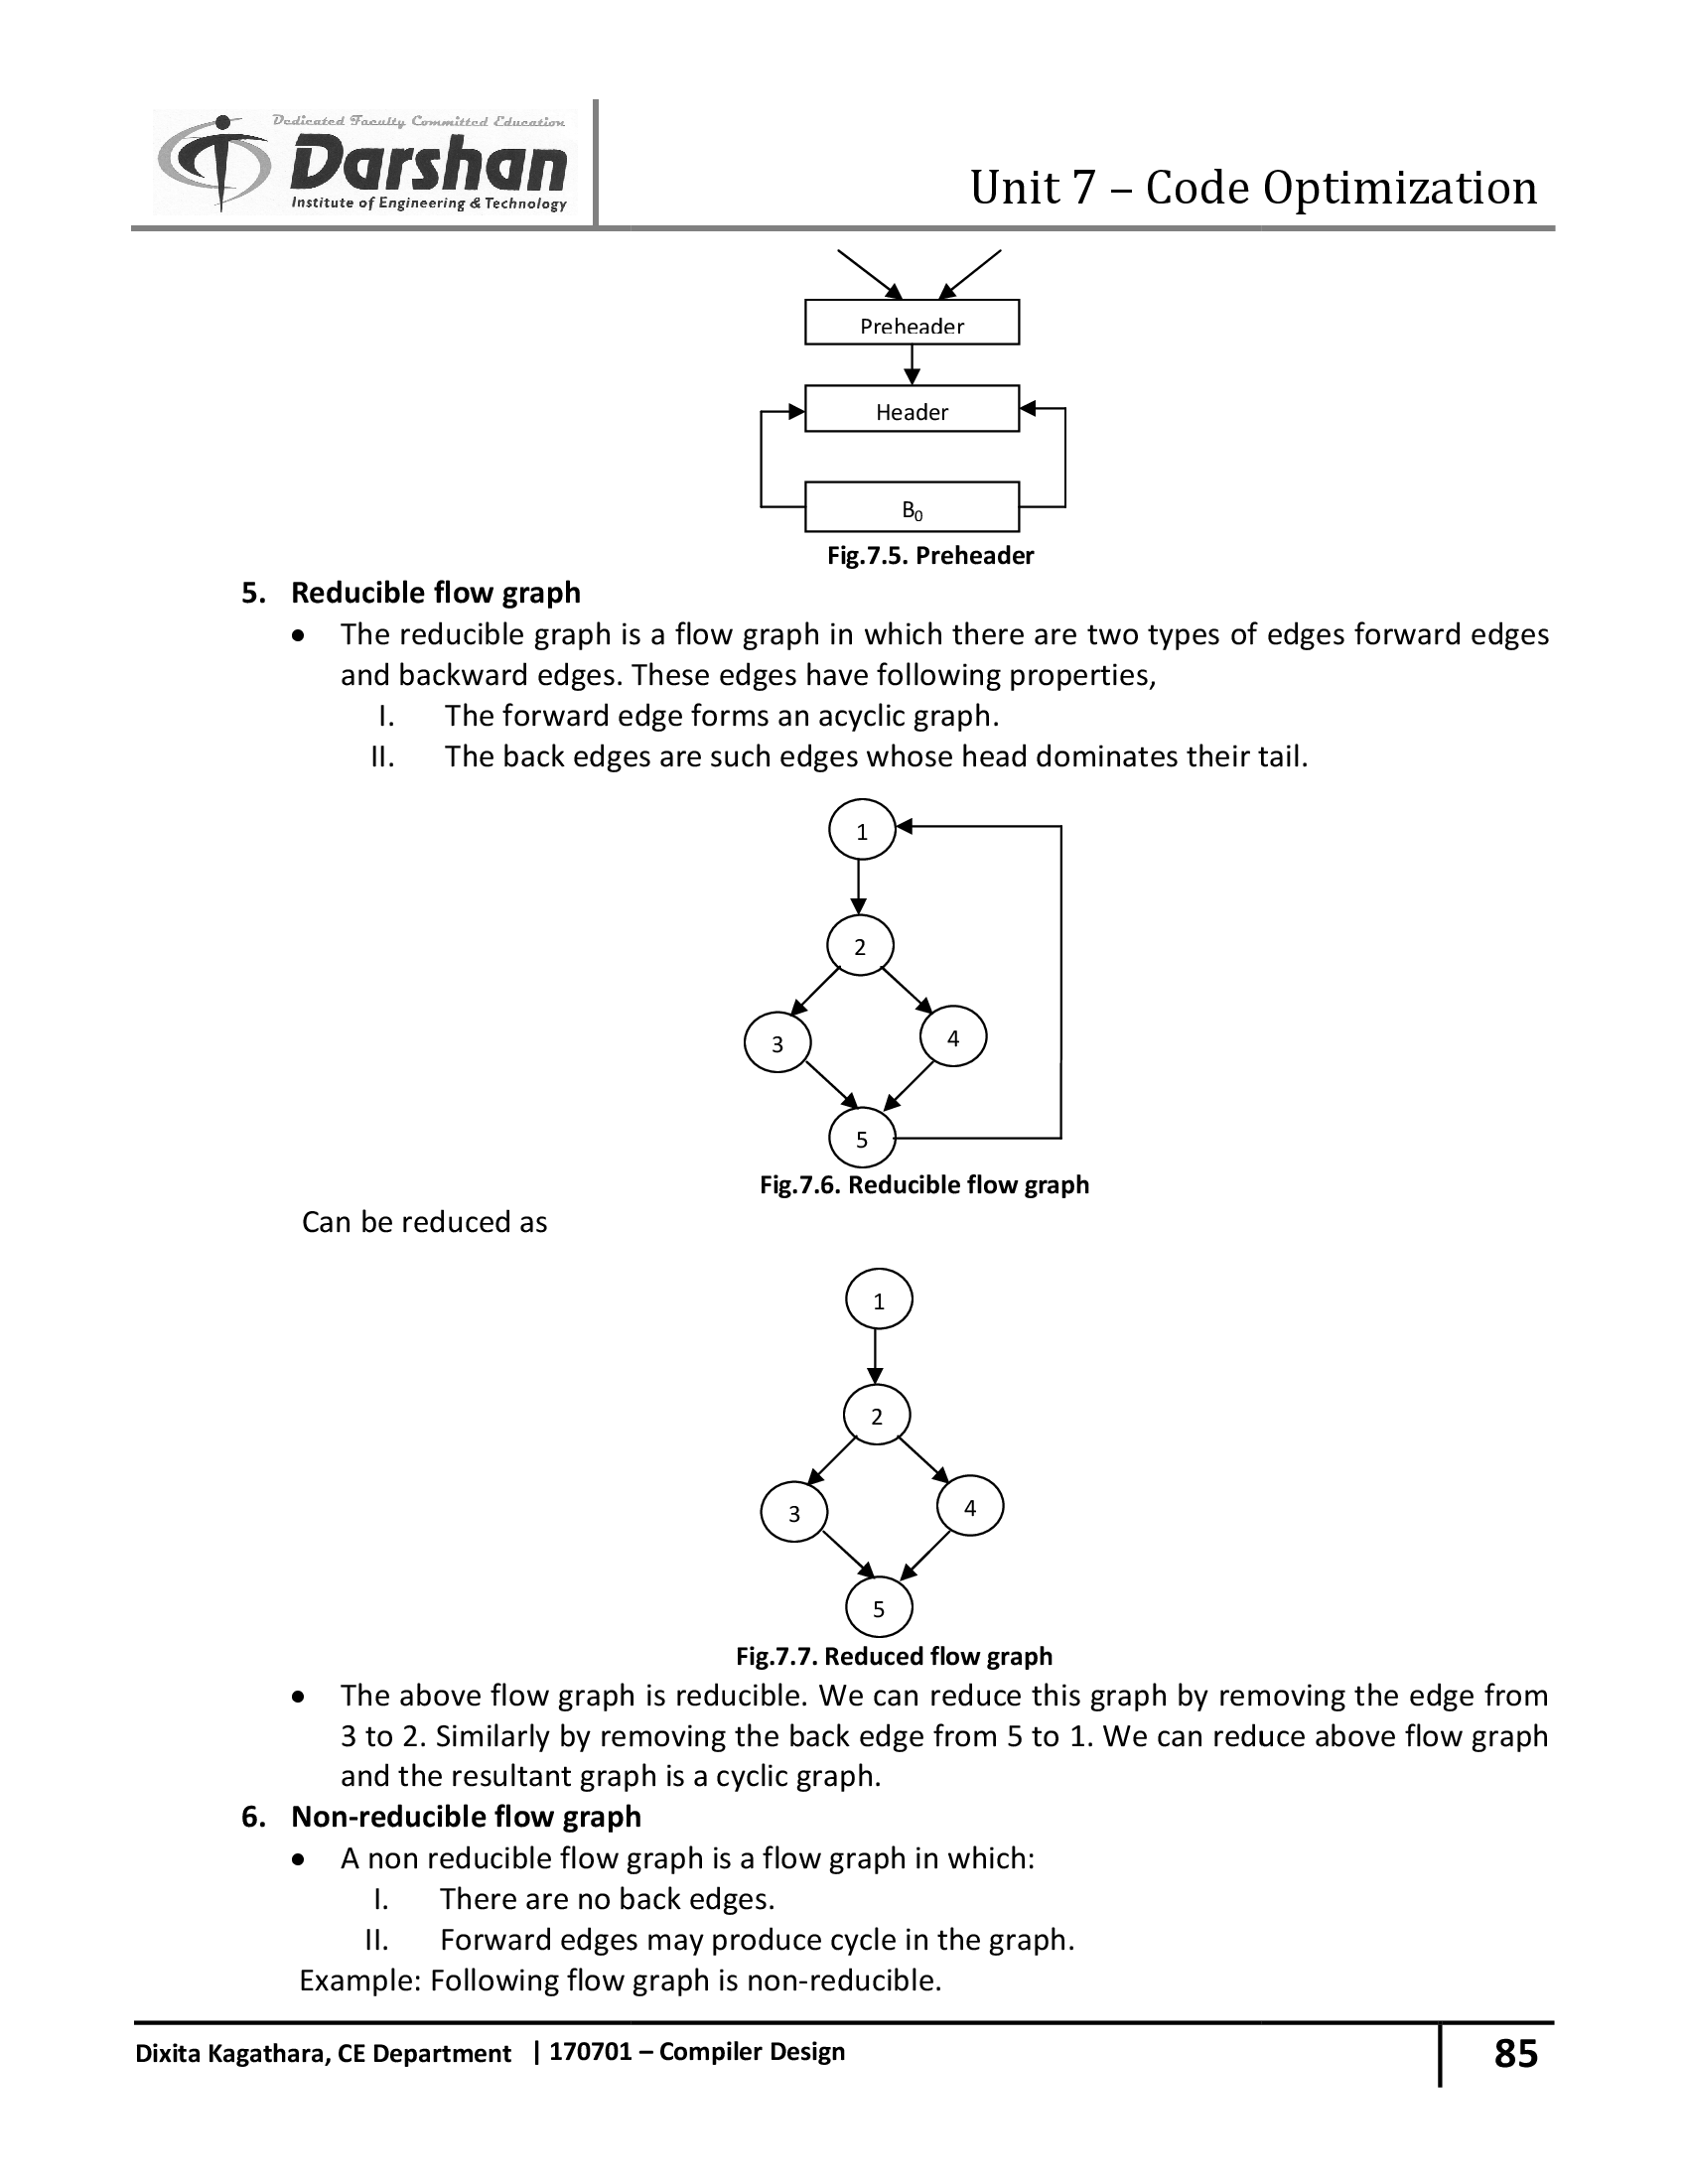 Dedicated Faculty Committed Education
Darshan
Institute of Engineering & Technology
Unit 7 – Code Optimization
Preheader
Header
B0
Fig.7.5. Preheader
5. Reducible flow graph
• The reducible graph is a flow graph in which there are two types of edges forward edges
and backward edges. These edges have following properties,
I. The forward edge forms an acyclic graph.
II. The back edges are such edges whose head dominates their tail.
1
2
3
4
5
Fig.7.6. Reducible flow graph
Can be reduced as
1
2
3
4
5
Fig.7.7. Reduced flow graph
• The above flow graph is reducible. We can reduce this graph by removing the edge from
3 to 2. Similarly by removing the back edge from 5 to 1. We can reduce above flow graph
and the resultant graph is a cyclic graph.
6. Non-reducible flow graph
• A non reducible flow graph is a flow graph in which:
I. There are no back edges.
II. Forward edges may produce cycle in the graph.
Example: Following flow graph is non-reducible.
Dixita Kagathara, CE Department | 170701 – Compiler Design
85